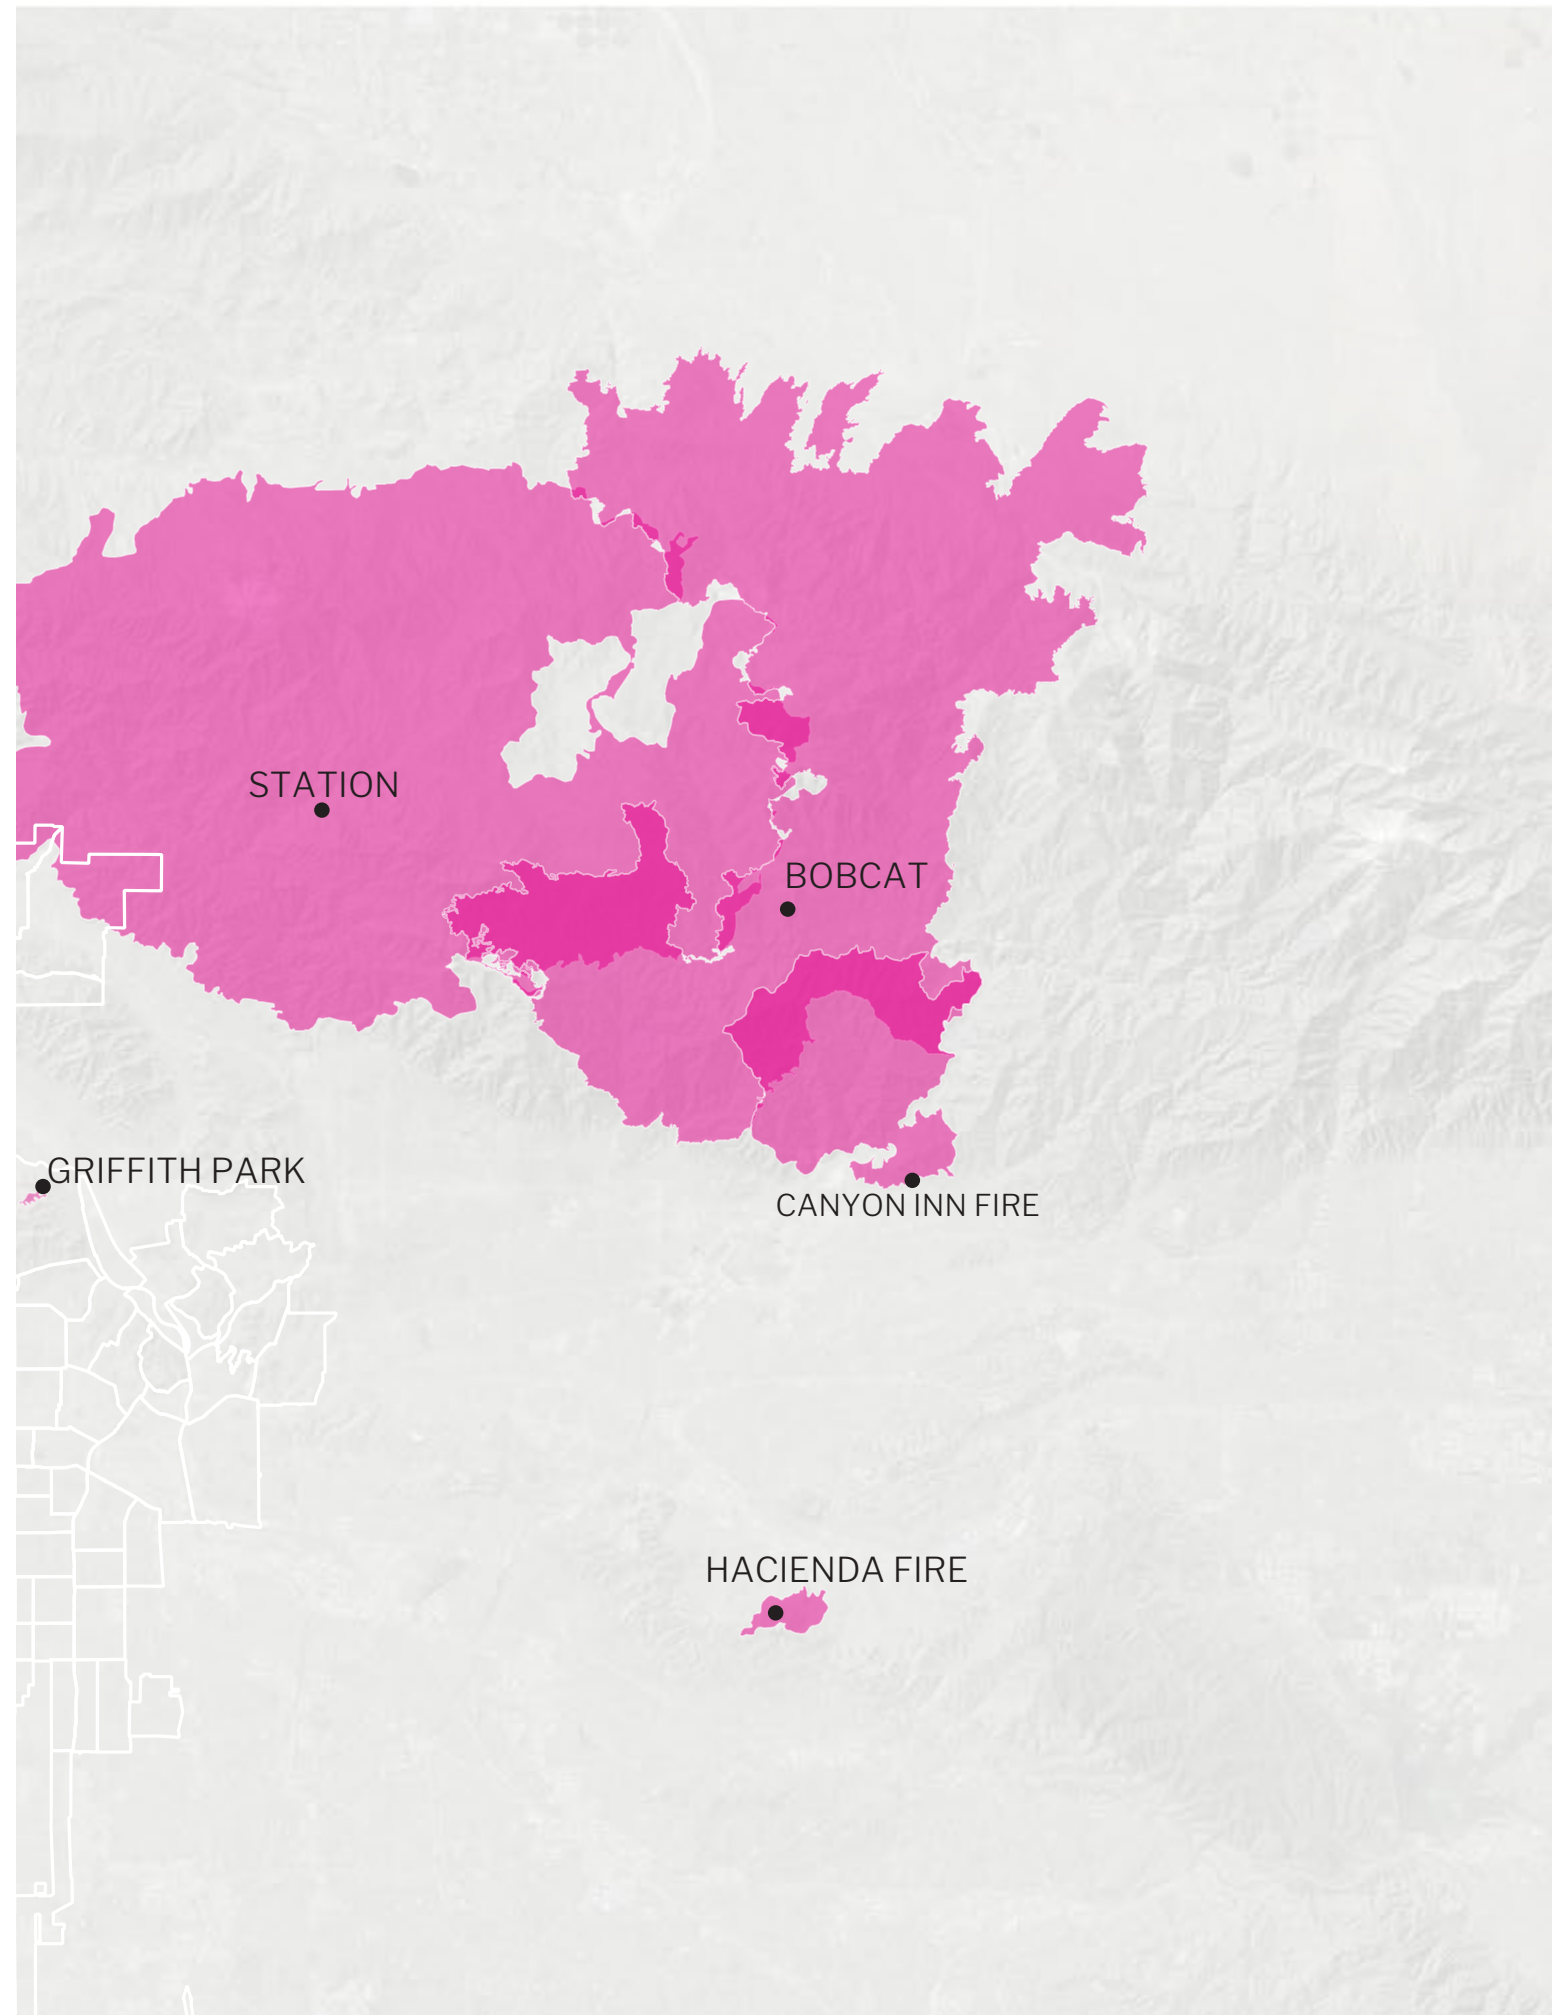 STATION
BOBCAT
GRIFFITH PARK
CANYON INN FIRE
HACIENDA FIRE